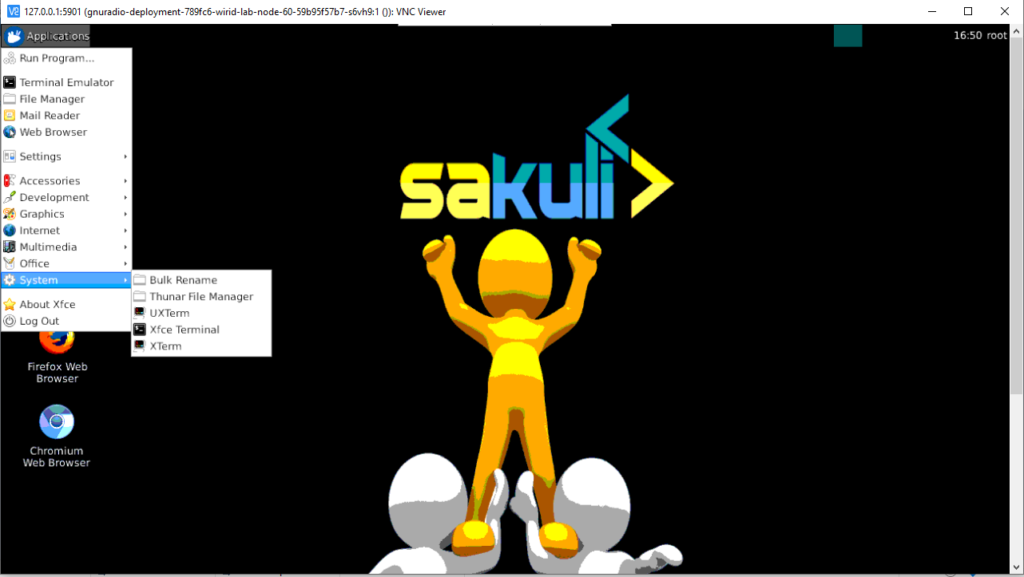 127.0.0.1:5901 (gnuradio-deployment-789fc6-wirid-lab-node-60-59b95f57b7-s6vh9:1 ()): VNC Viewer
Applications
16:50 root
Run Program...
Terminal Emulator
File Manager
Mail Reader
Web Browser
Settings
Accessories
Development
Graphics
Internet
Multimedia
Office
System
About Xfce
Log Out
Bulk Rename
Thunar File Manager
UXTerm
Xfce Terminal
XTerm
sakuli
Firefox Web
Browser
Chromium
Web Browser